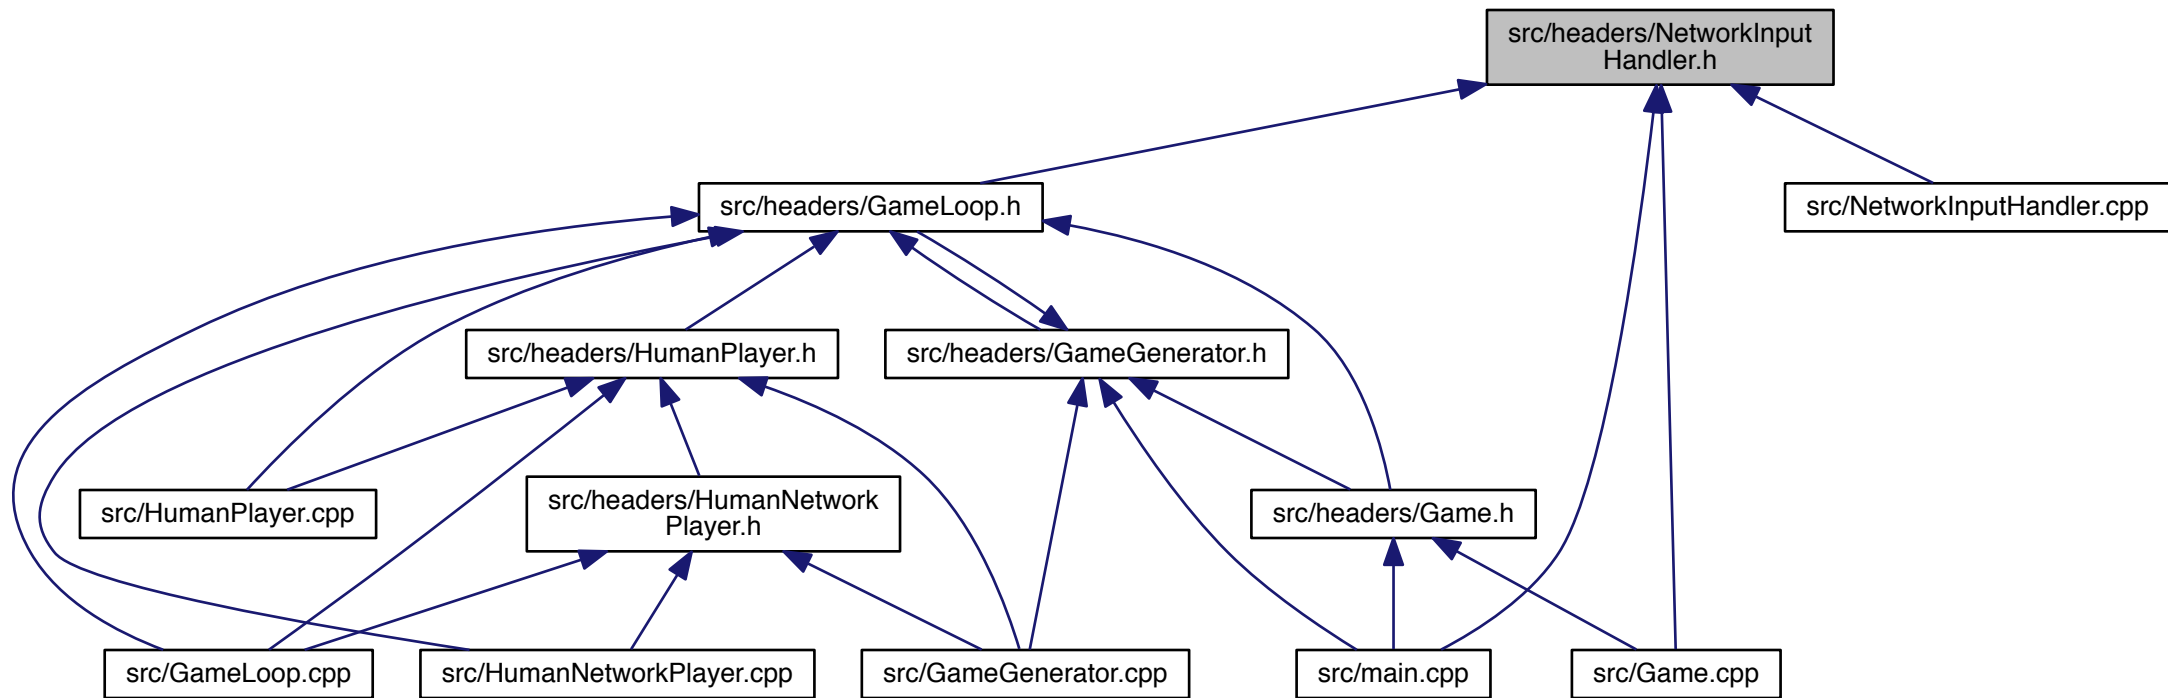 src/headers/NetworkInput
Handler.h
src/headers/GameLoop.h
src/NetworkInputHandler.cpp
src/headers/HumanPlayer.h
src/headers/GameGenerator.h
src/HumanPlayer.cpp
src/headers/HumanNetwork
Player.h
src/headers/Game.h
src/GameLoop.cpp
src/HumanNetworkPlayer.cpp
src/GameGenerator.cpp
src/main.cpp
src/Game.cpp